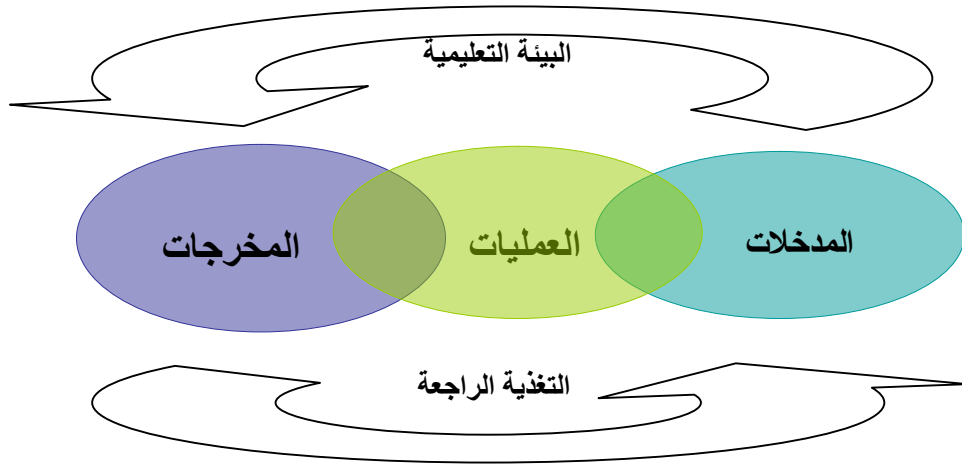 البيئة التعليمية
المدخلات
العمليات
المخرجات
التغذية الراجعة